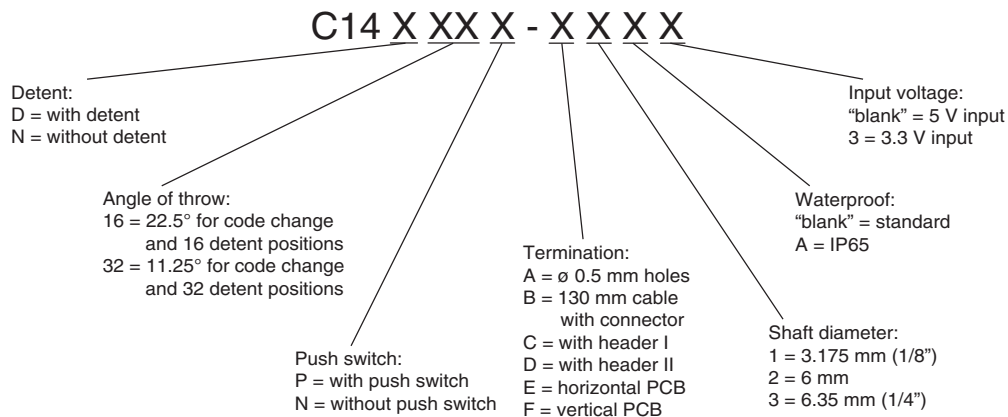 C14 X XX X - X X X X
Detent:
D = with detent
N = without detent
Angle of throw:
16 = 22.5° for code change
and 16 detent positions
32 = 11.25° for code change
and 32 detent positions
Push switch:
P = with push switch
N = without push switch
Termination:
A = ø 0.5 mm holes
B = 130 mm cable
with connector
C = with header I
D = with header II
E = horizontal PCB
F = vertical PCB
Shaft diameter:
1 = 3.175 mm (1/8”)
2 = 6 mm
3 = 6.35 mm (1/4”)
Waterproof:
“blank” = standard
A = IP65
Input voltage:
“blank” = 5 V input
3 = 3.3 V input